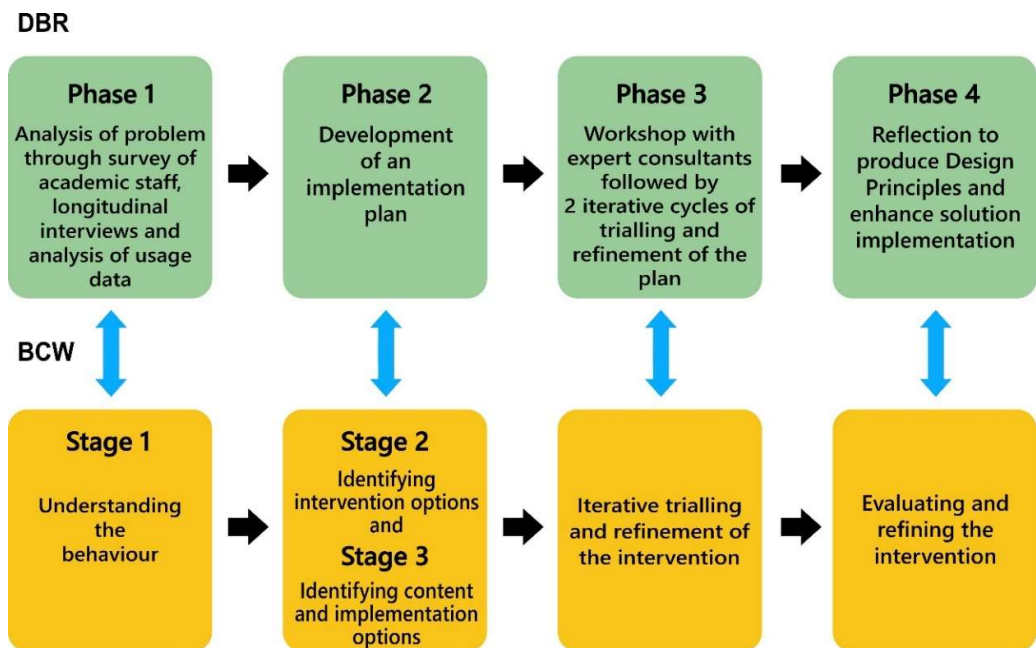 DBR
Phase 1
Analysis of problem
through survey of
academic staff,
longitudinal
interviews and
analysis of usage
data
Phase 2
Development
of an
implementation
plan
Phase 3
Workshop with
expert consultants
followed by
2 iterative cycles of
trialling and
refinement of the
plan
Phase 4
Reflection to
produce Design
Principles and
enhance solution
implementation
BCW
Stage 1
Understanding
the
behaviour
Stage 2
Identifying
intervention options
and
Stage 3
Identifying content
and implementation
options
Iterative trialling
and refinement of
the intervention
Evaluating and
refining the
intervention